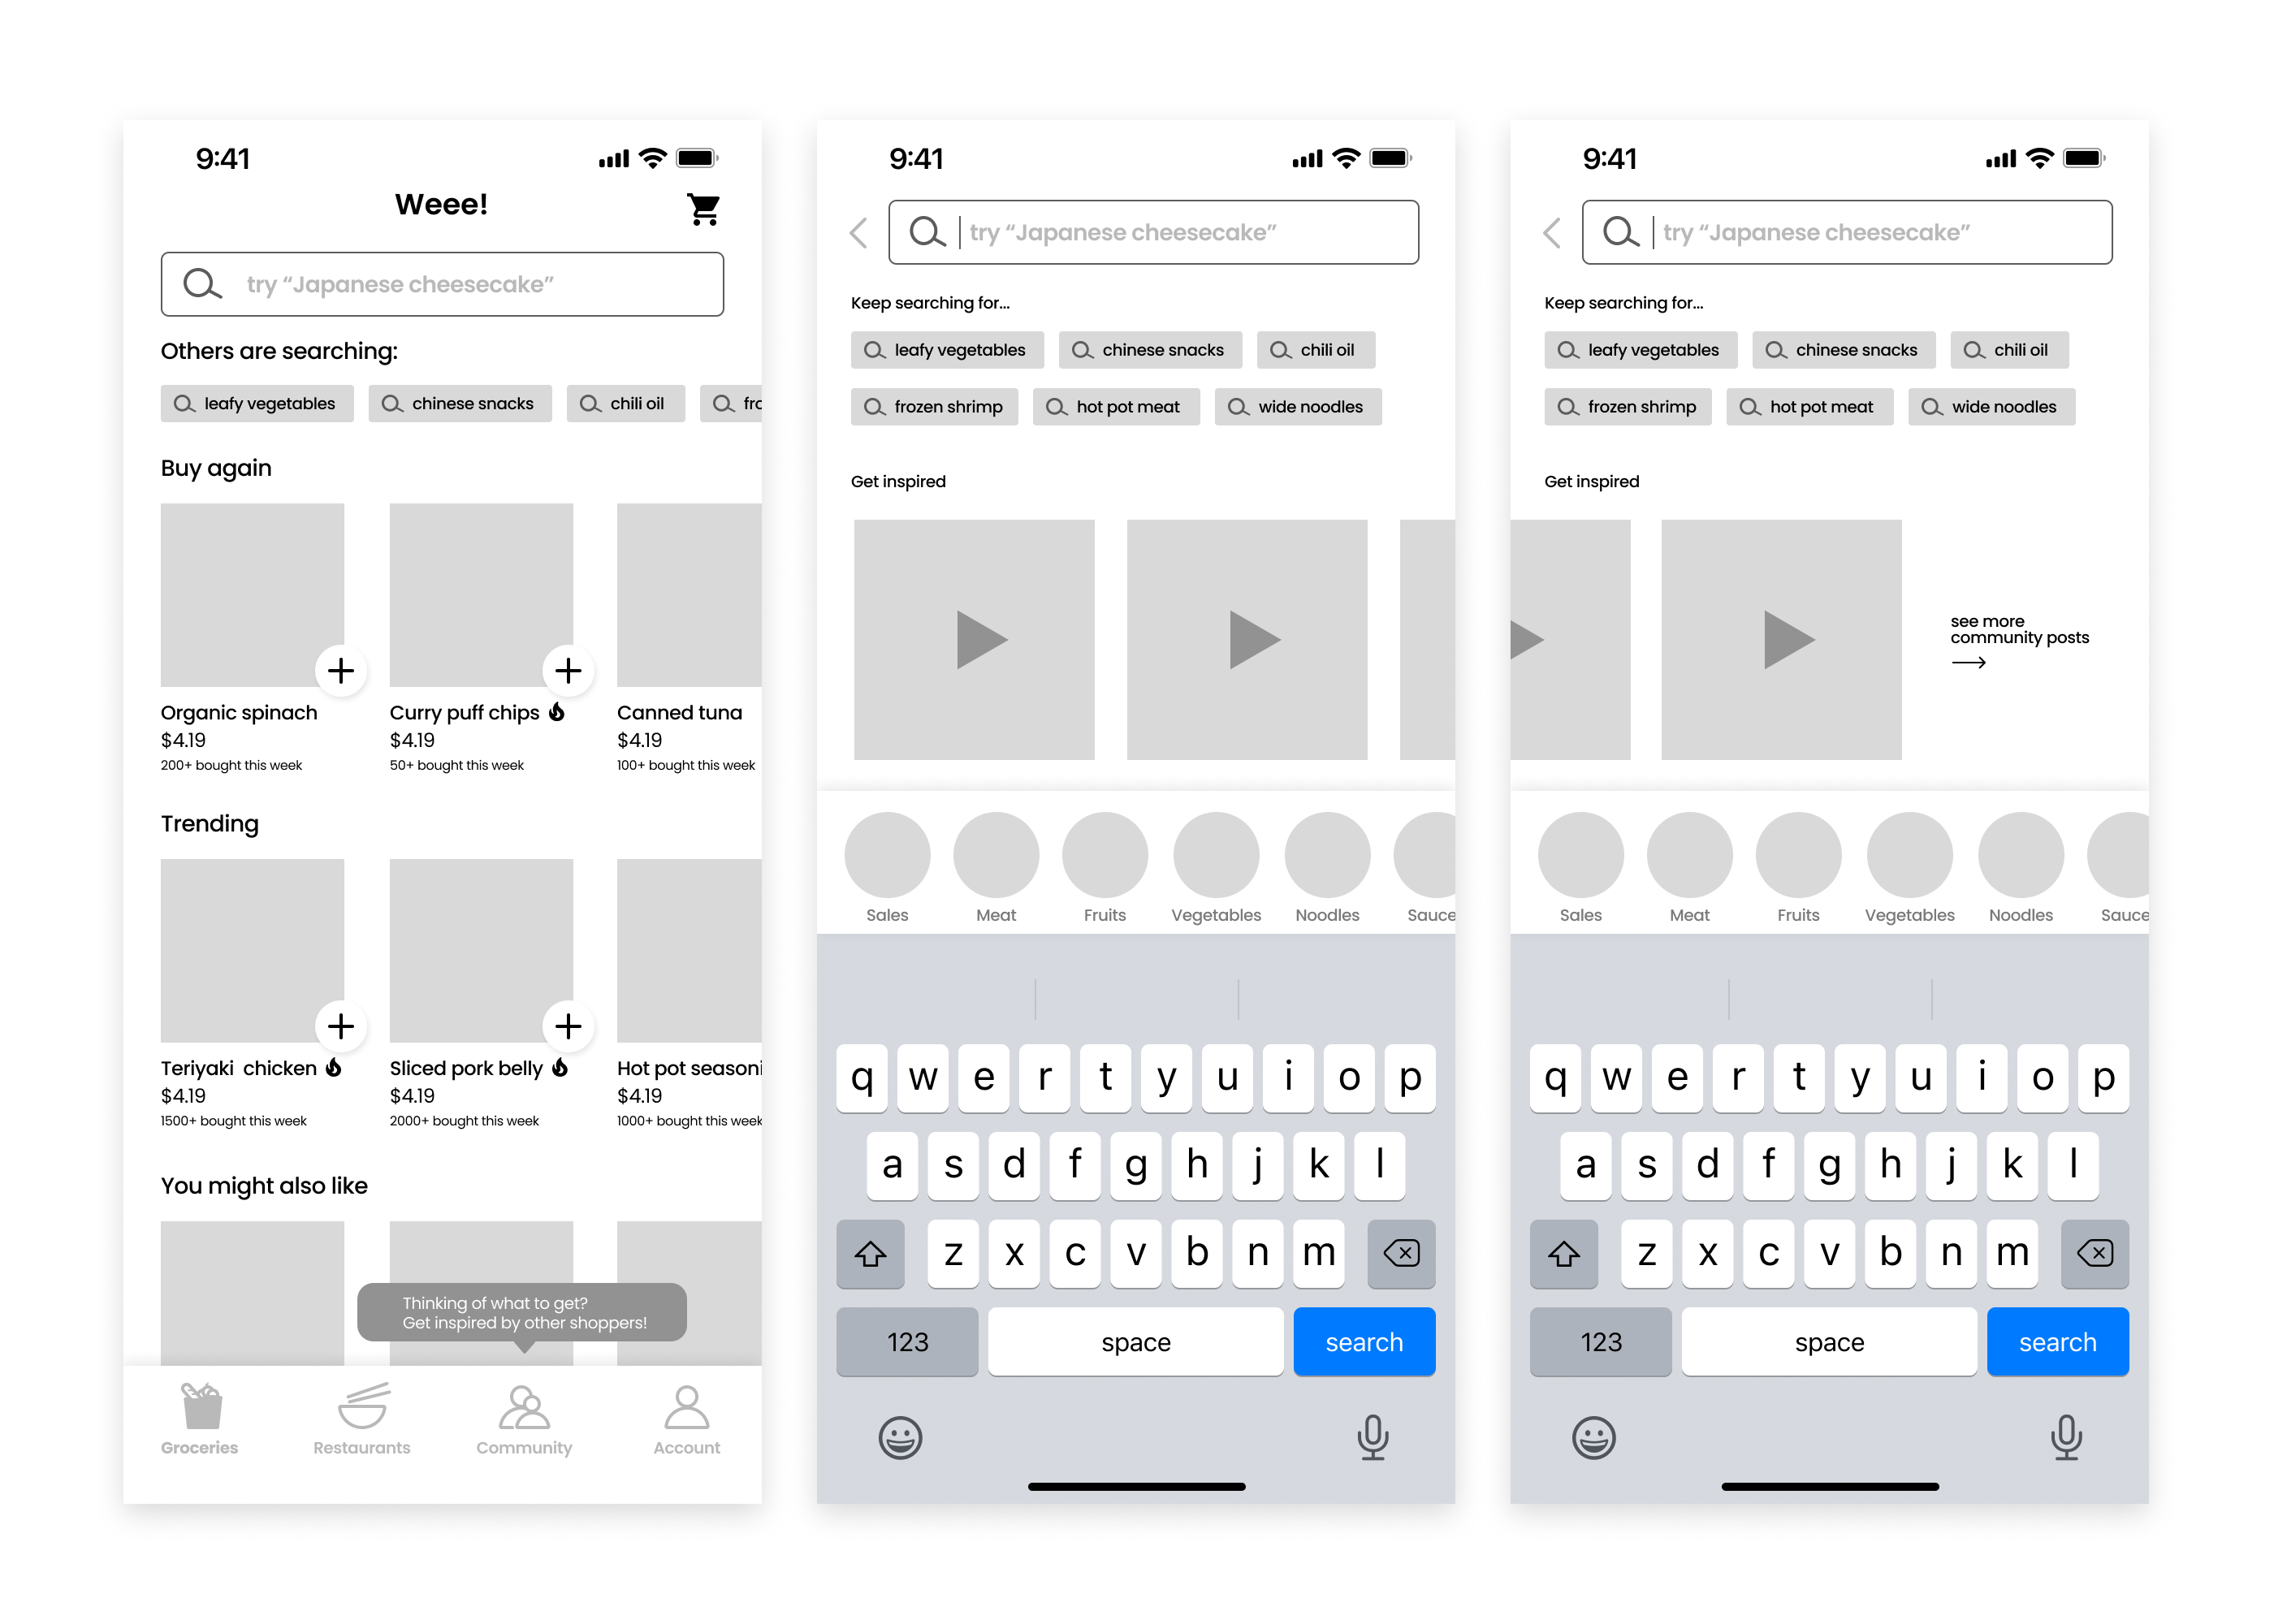 9:41
Weee!
try “Japanese cheesecake”
Others are searching:
leafy vegetables chinese snacks chili oil
Buy again
Organic spinach Curry puff chips Canned tuna
$4.19 $4.19 $4.19
200+ bought this week 50+ bought this week 100+ bought this week
Trending
Teriyaki chicken Sliced pork belly Hot pot seasoni
$4.19 $4.19 $4.19
1500+ bought this week 2000+ bought this week 1000+ bought this week
You might also like
Thinking of what to get?
Get inspired by other shoppers!
Groceries Restaurants Community Account
9:41
try “Japanese cheesecake”
Keep searching for...
leafy vegetables chinese snacks chili oil
frozen shrimp hot pot meat wide noodles
Get inspired
Sales Meat Fruits Vegetables Noodles Sauce
q w e r t y u i o p
a s d f g h j k l
z x c v b n m
123 space search
9:41
try “Japanese cheesecake”
Keep searching for...
leafy vegetables chinese snacks chili oil
frozen shrimp hot pot meat wide noodles
Get inspired
see more
community posts
Sales Meat Fruits Vegetables Noodles Sauce
q w e r t y u i o p
a s d f g h j k l
z x c v b n m
123 space search